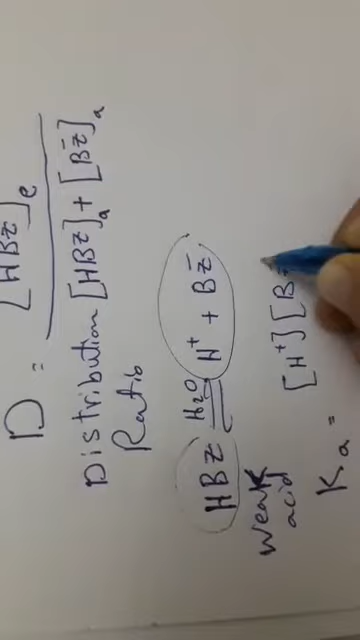 D = [HBz]e / [HBz]a + [Bz⁻]a
Distribution
Ratio
HBz ⇌ H⁺ + Bz⁻
H₂O
Weak
acid
Ka = [H⁺][B